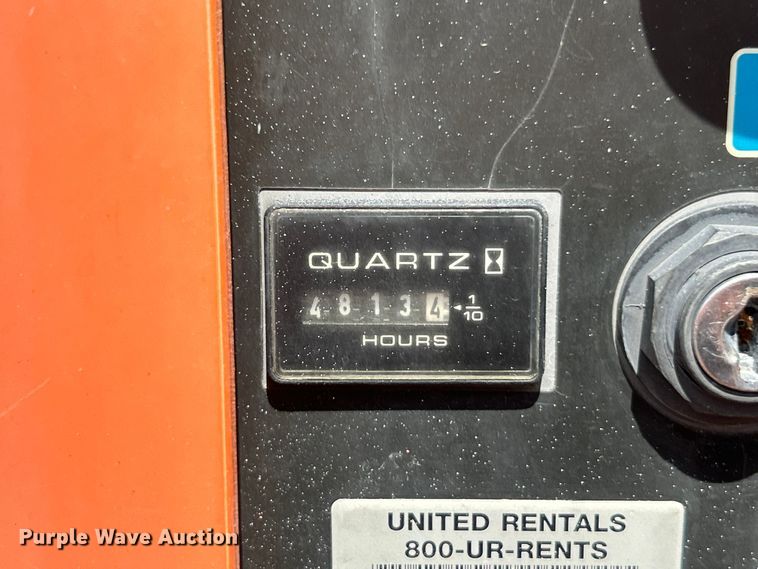 QUARTZ
4 8 1 3 4 1/10
HOURS
UNITED RENTALS
800-UR-RENTS
Purple Wave Auction